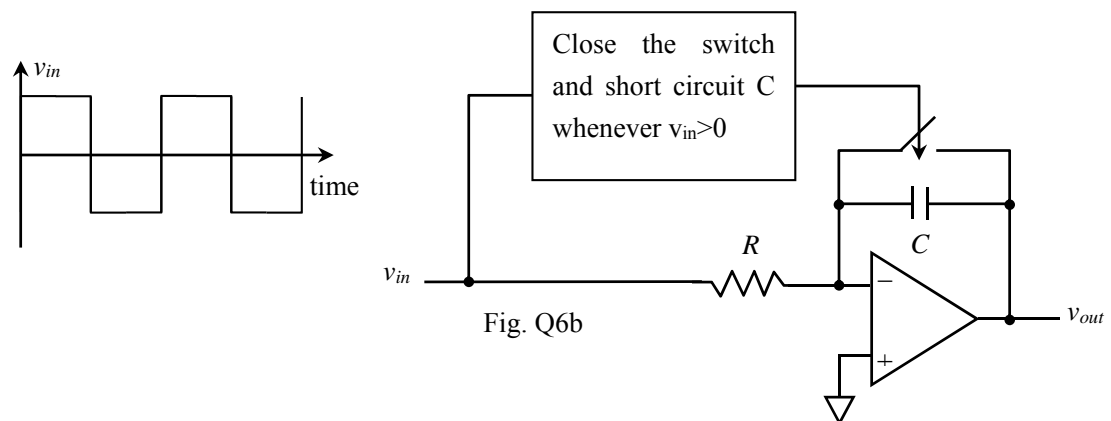 v_in
time
Close the switch
and short circuit C
whenever v_in>0
R
C
v_in
Fig. Q6b
−
+
v_out